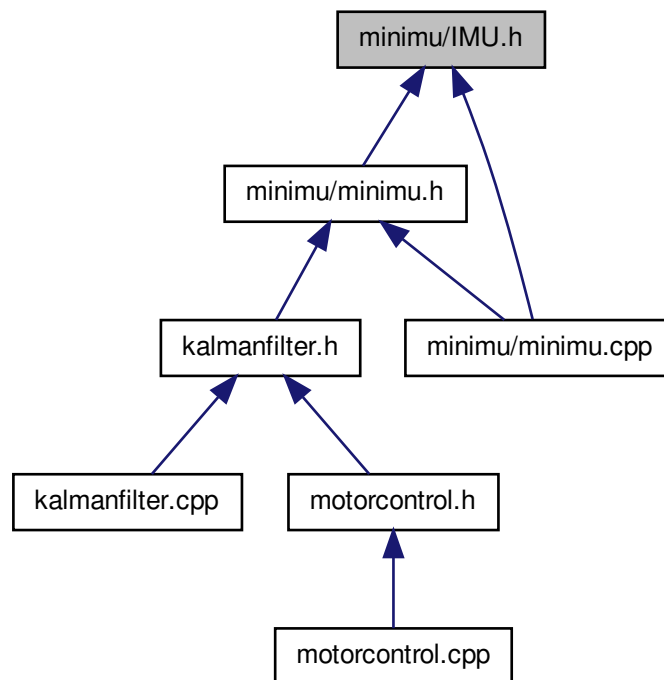 minimu/IMU.h
minimu/minimu.h
kalmanfilter.h
minimu/minimu.cpp
kalmanfilter.cpp
motorcontrol.h
motorcontrol.cpp